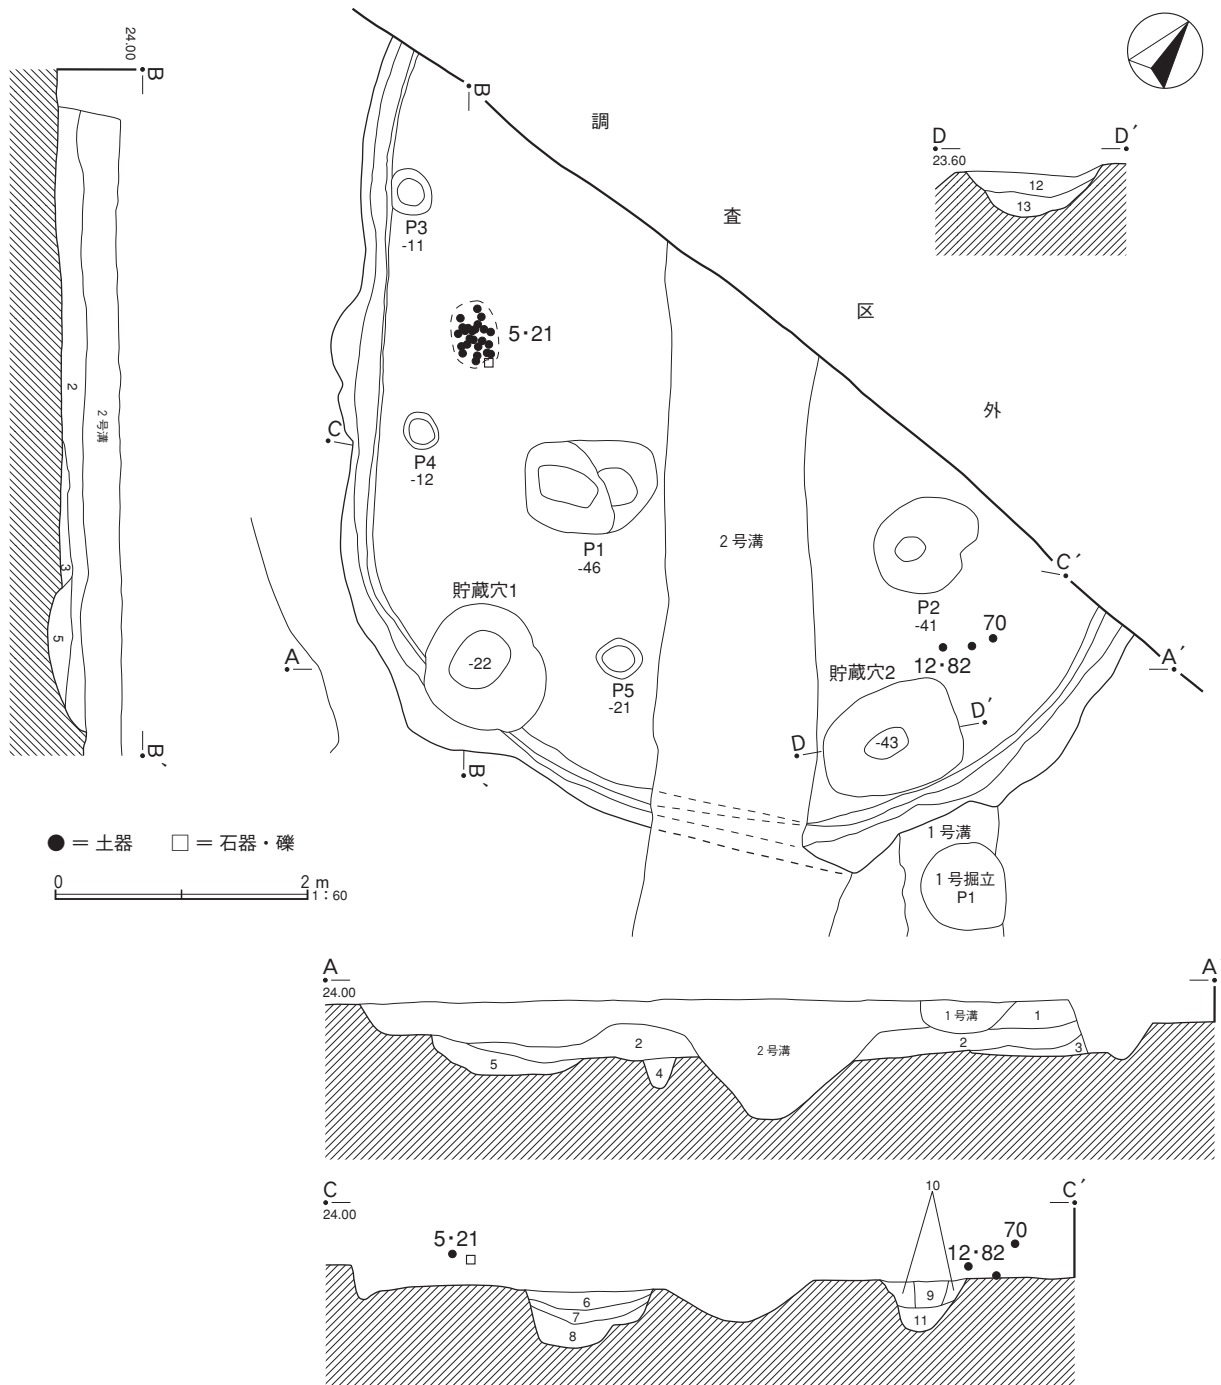 24.00
B
2
2号溝
3
5
B′
B
調
査
区
外
D
D′
23.60
12
13
P3
-11
5・21
C
P4
-12
P1
-46
2号溝
P2
-41
C′
70
12・82
貯蔵穴1
-22
A
P5
-21
貯蔵穴2
A′
D
D′
-43
B′
1号溝
1号掘立
P1
● = 土器 □ = 石器・礫
0 2 m
1:60
A
A
24.00
1号溝
1
2
2号溝
2
3
5
4
C
C′
24.00
10
5・21
70
12・82
6
9
7
11
8